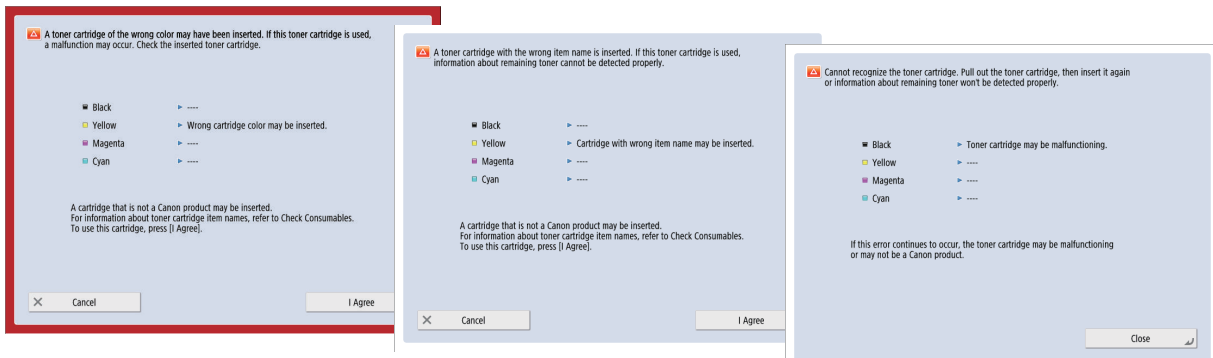 A toner cartridge of the wrong color may have been inserted. If this toner cartridge is used,
a malfunction may occur. Check the inserted toner cartridge.
Black ----
Yellow Wrong cartridge color may be inserted.
Magenta ----
Cyan ----
A cartridge that is not a Canon product may be inserted.
For information about toner cartridge item names, refer to Check Consumables.
To use this cartridge, press [I Agree].
Cancel I Agree
A toner cartridge with the wrong item name is inserted. If this toner cartridge is used,
information about remaining toner cannot be detected properly.
Black ----
Yellow Cartridge with wrong item name may be inserted.
Magenta ----
Cyan ----
A cartridge that is not a Canon product may be inserted.
For information about toner cartridge item names, refer to Check Consumables.
To use this cartridge, press [I Agree].
Cancel I Agree
Cannot recognize the toner cartridge. Pull out the toner cartridge, then insert it again
or information about remaining toner won't be detected properly.
Black Toner cartridge may be malfunctioning.
Yellow ----
Magenta ----
Cyan ----
If this error continues to occur, the toner cartridge may be malfunctioning
or may not be a Canon product.
Close